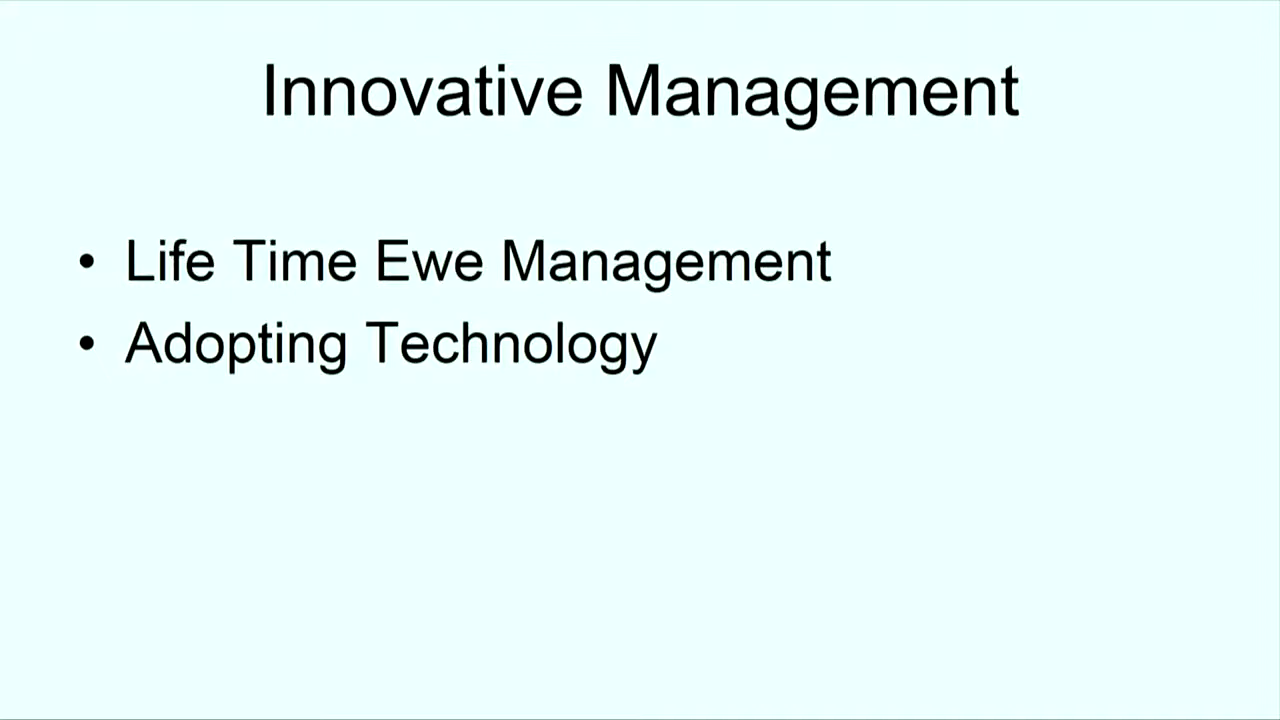 Innovative Management
• Life Time Ewe Management
• Adopting Technology